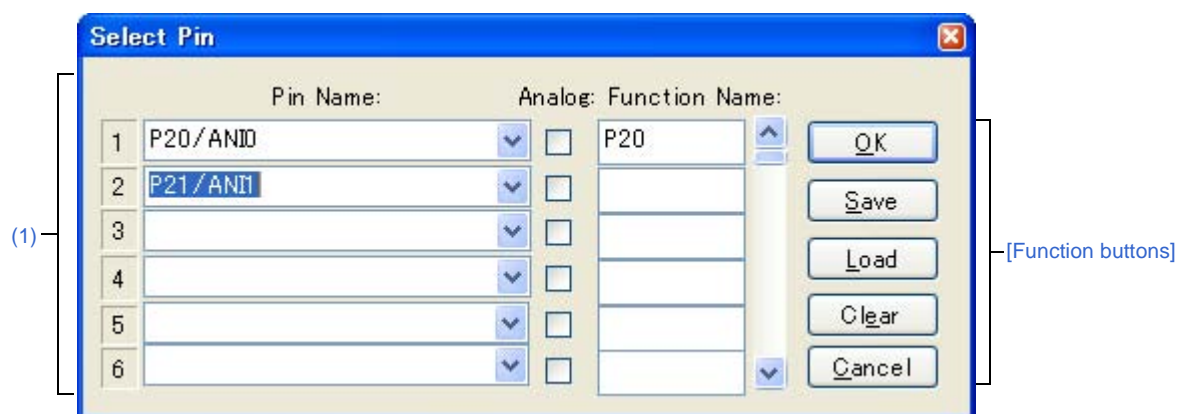 Select Pin
Pin Name: Analog: Function Name:
1 P20/ANI0 P20 OK
2 P21/ANI1 Save
3
4 Load
5 Clear
6 Cancel
(1)
[Function buttons]